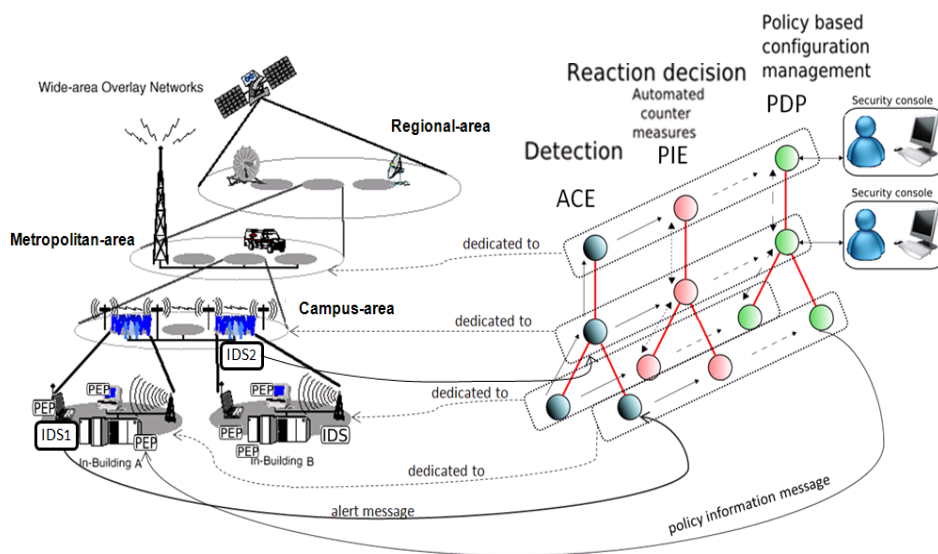 Policy based
configuration
management
PDP
Reaction decision
Automated
counter
measures
PIE
Detection
ACE
Security console
Security console
Wide-area Overlay Networks
Regional-area
Metropolitan-area
dedicated to
Campus-area
dedicated to
IDS2
dedicated to
PEP
PEP
PEP
IDS1
PEP
In-Building A
PEP
PEP
PEP
IDS
In-Building B
dedicated to
alert message
policy information message